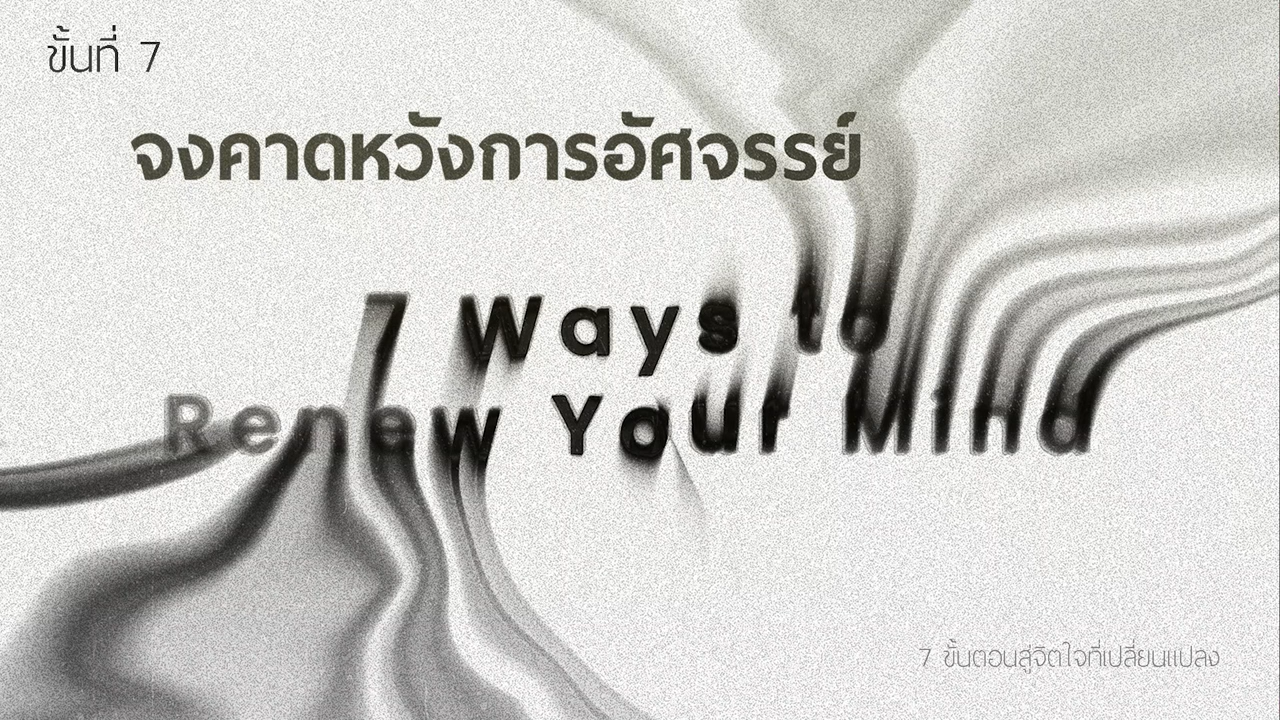 ขั้นที่ 7
จงคาดหวังการอัศจรรย์
7 Ways to
Renew Your Mind
7 ขั้นตอนสู่จิตใจที่เปลี่ยนแปลง